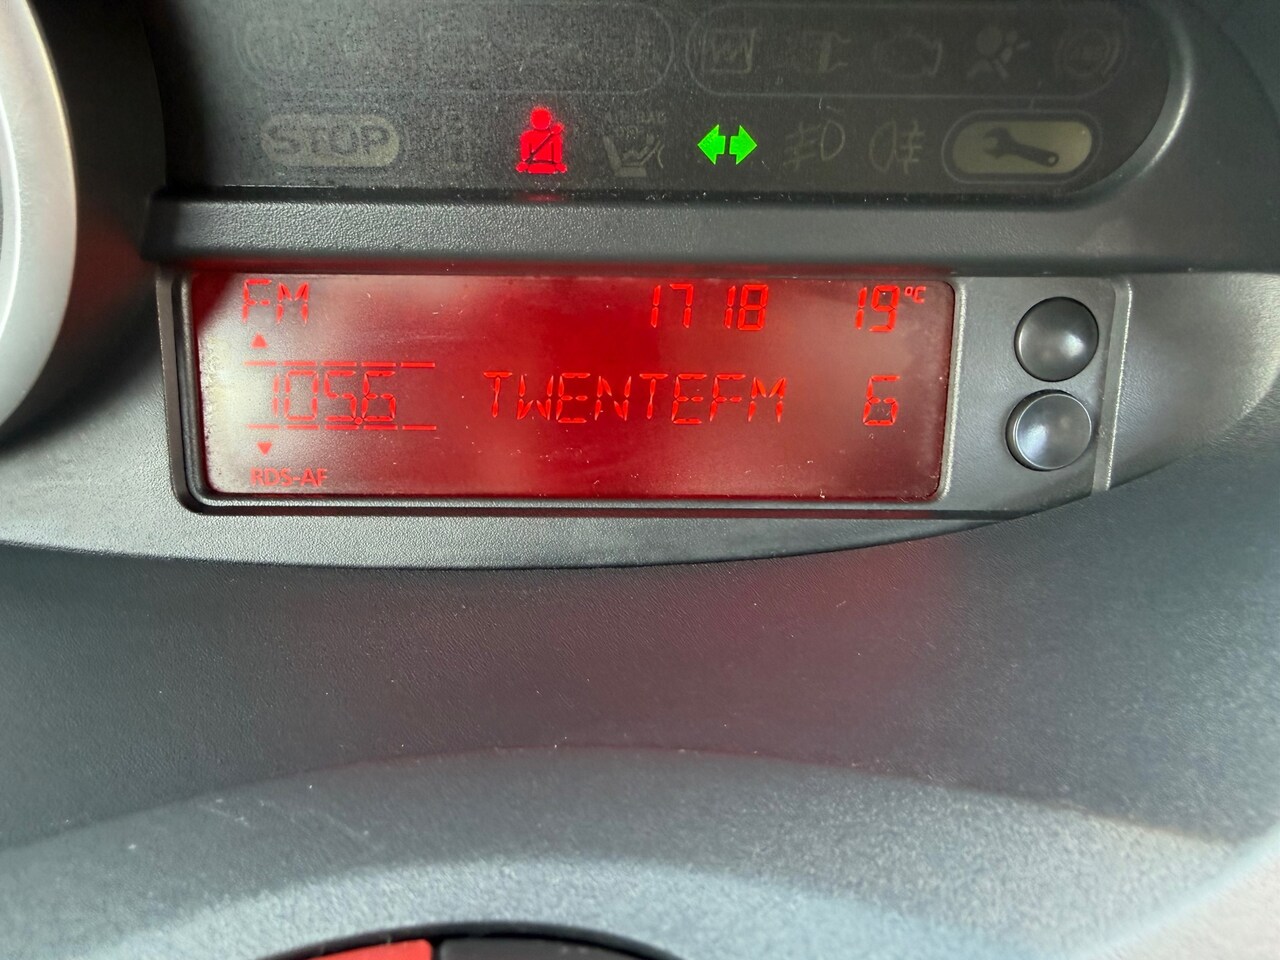 STOP
FM 17 18 19°C
105.6 TWENTEFM 6
RDS-AF